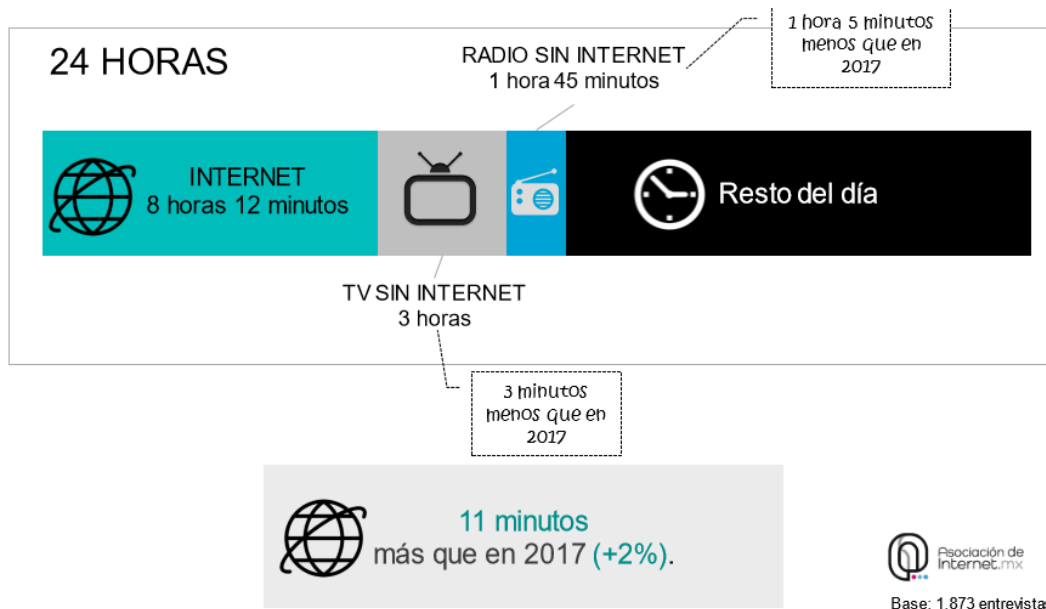 1 hora 5 minutos
menos que en
2017
24 HORAS
RADIO SIN INTERNET
1 hora 45 minutos
INTERNET
8 horas 12 minutos
Resto del día
TV SIN INTERNET
3 horas
3 minutos
menos que en
2017
11 minutos
más que en 2017 (+2%).
Asociación de
Internet.mx
Base: 1,873 entrevistas